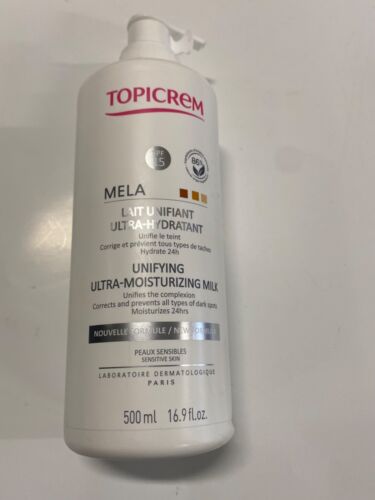 TOPICREM
SPF
15
86%
MELA
LAIT UNIFIANT
ULTRA-HYDRATANT
Unifie le teint
Corrige et prévient tous types de taches
Hydrate 24h
UNIFYING
ULTRA-MOISTURIZING MILK
Unifies the complexion
Corrects and prevents all types of dark spots
Moisturizes 24hrs
NOUVELLE FORMULE / NEW FORMULA
PEAUX SENSIBLES
SENSITIVE SKIN
LABORATOIRE DERMATOLOGIQUE
PARIS
500 ml 16.9 fl.oz.